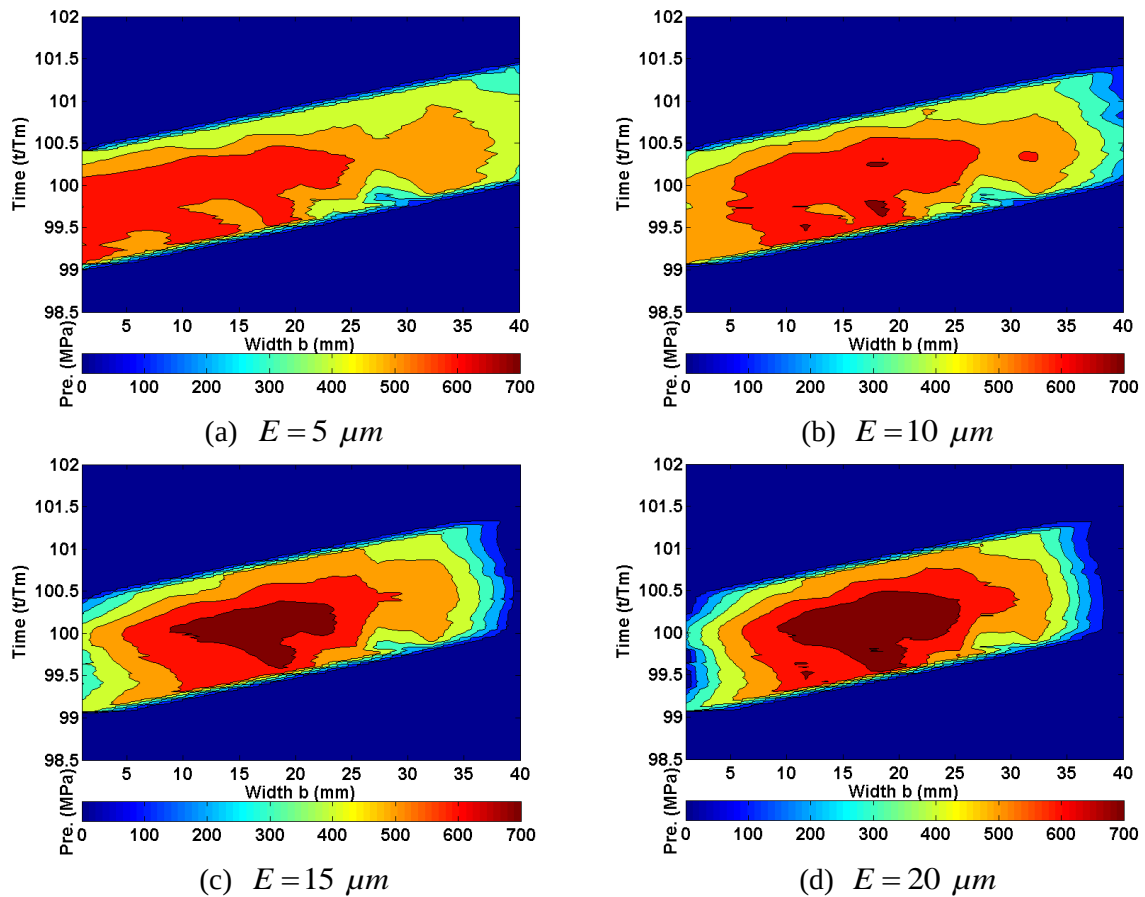 102
101.5
101
100.5
100
99.5
99
98.5
Time (t/Tm)
5 10 15 20 25 30 35 40
Width b (mm)
Pre. (MPa)
0 100 200 300 400 500 600 700
(a) E = 5 μm
102
101.5
101
100.5
100
99.5
99
98.5
Time (t/Tm)
5 10 15 20 25 30 35 40
Width b (mm)
Pre. (MPa)
0 100 200 300 400 500 600 700
(b) E = 10 μm
102
101.5
101
100.5
100
99.5
99
98.5
Time (t/Tm)
5 10 15 20 25 30 35 40
Width b (mm)
Pre. (MPa)
0 100 200 300 400 500 600 700
(c) E = 15 μm
102
101.5
101
100.5
100
99.5
99
98.5
Time (t/Tm)
5 10 15 20 25 30 35 40
Width b (mm)
Pre. (MPa)
0 100 200 300 400 500 600 700
(d) E = 20 μm